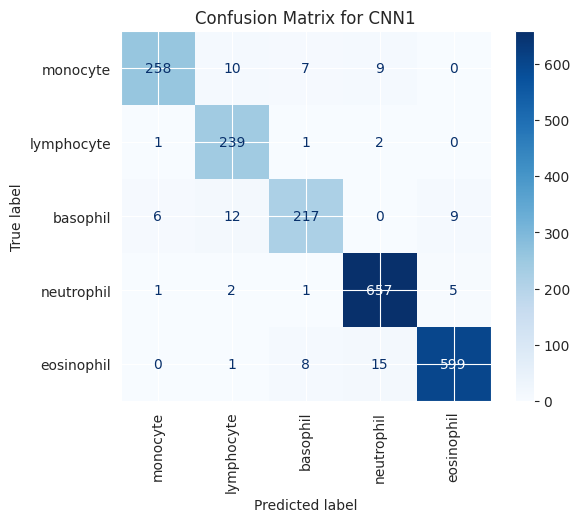 Confusion Matrix for CNN1
monocyte 258 10 7 9 0
lymphocyte 1 239 1 2 0
basophil 6 12 217 0 9
neutrophil 1 2 1 657 5
eosinophil 0 1 8 15 599
True label
monocyte
lymphocyte
basophil
neutrophil
eosinophil
Predicted label
600
500
400
300
200
100
0